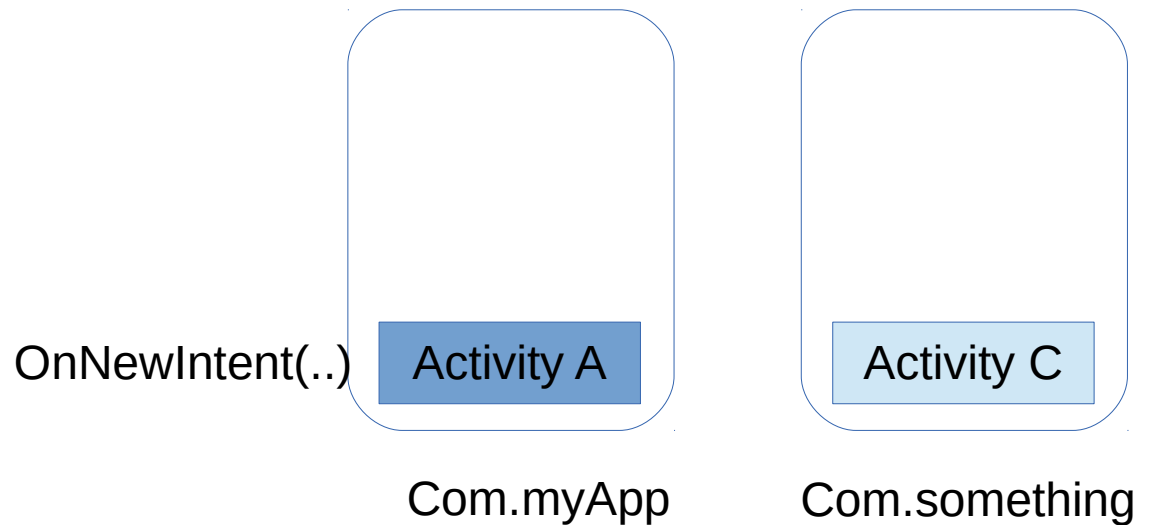 OnNewIntent(..)
Activity A
Activity C
Com.myApp
Com.something